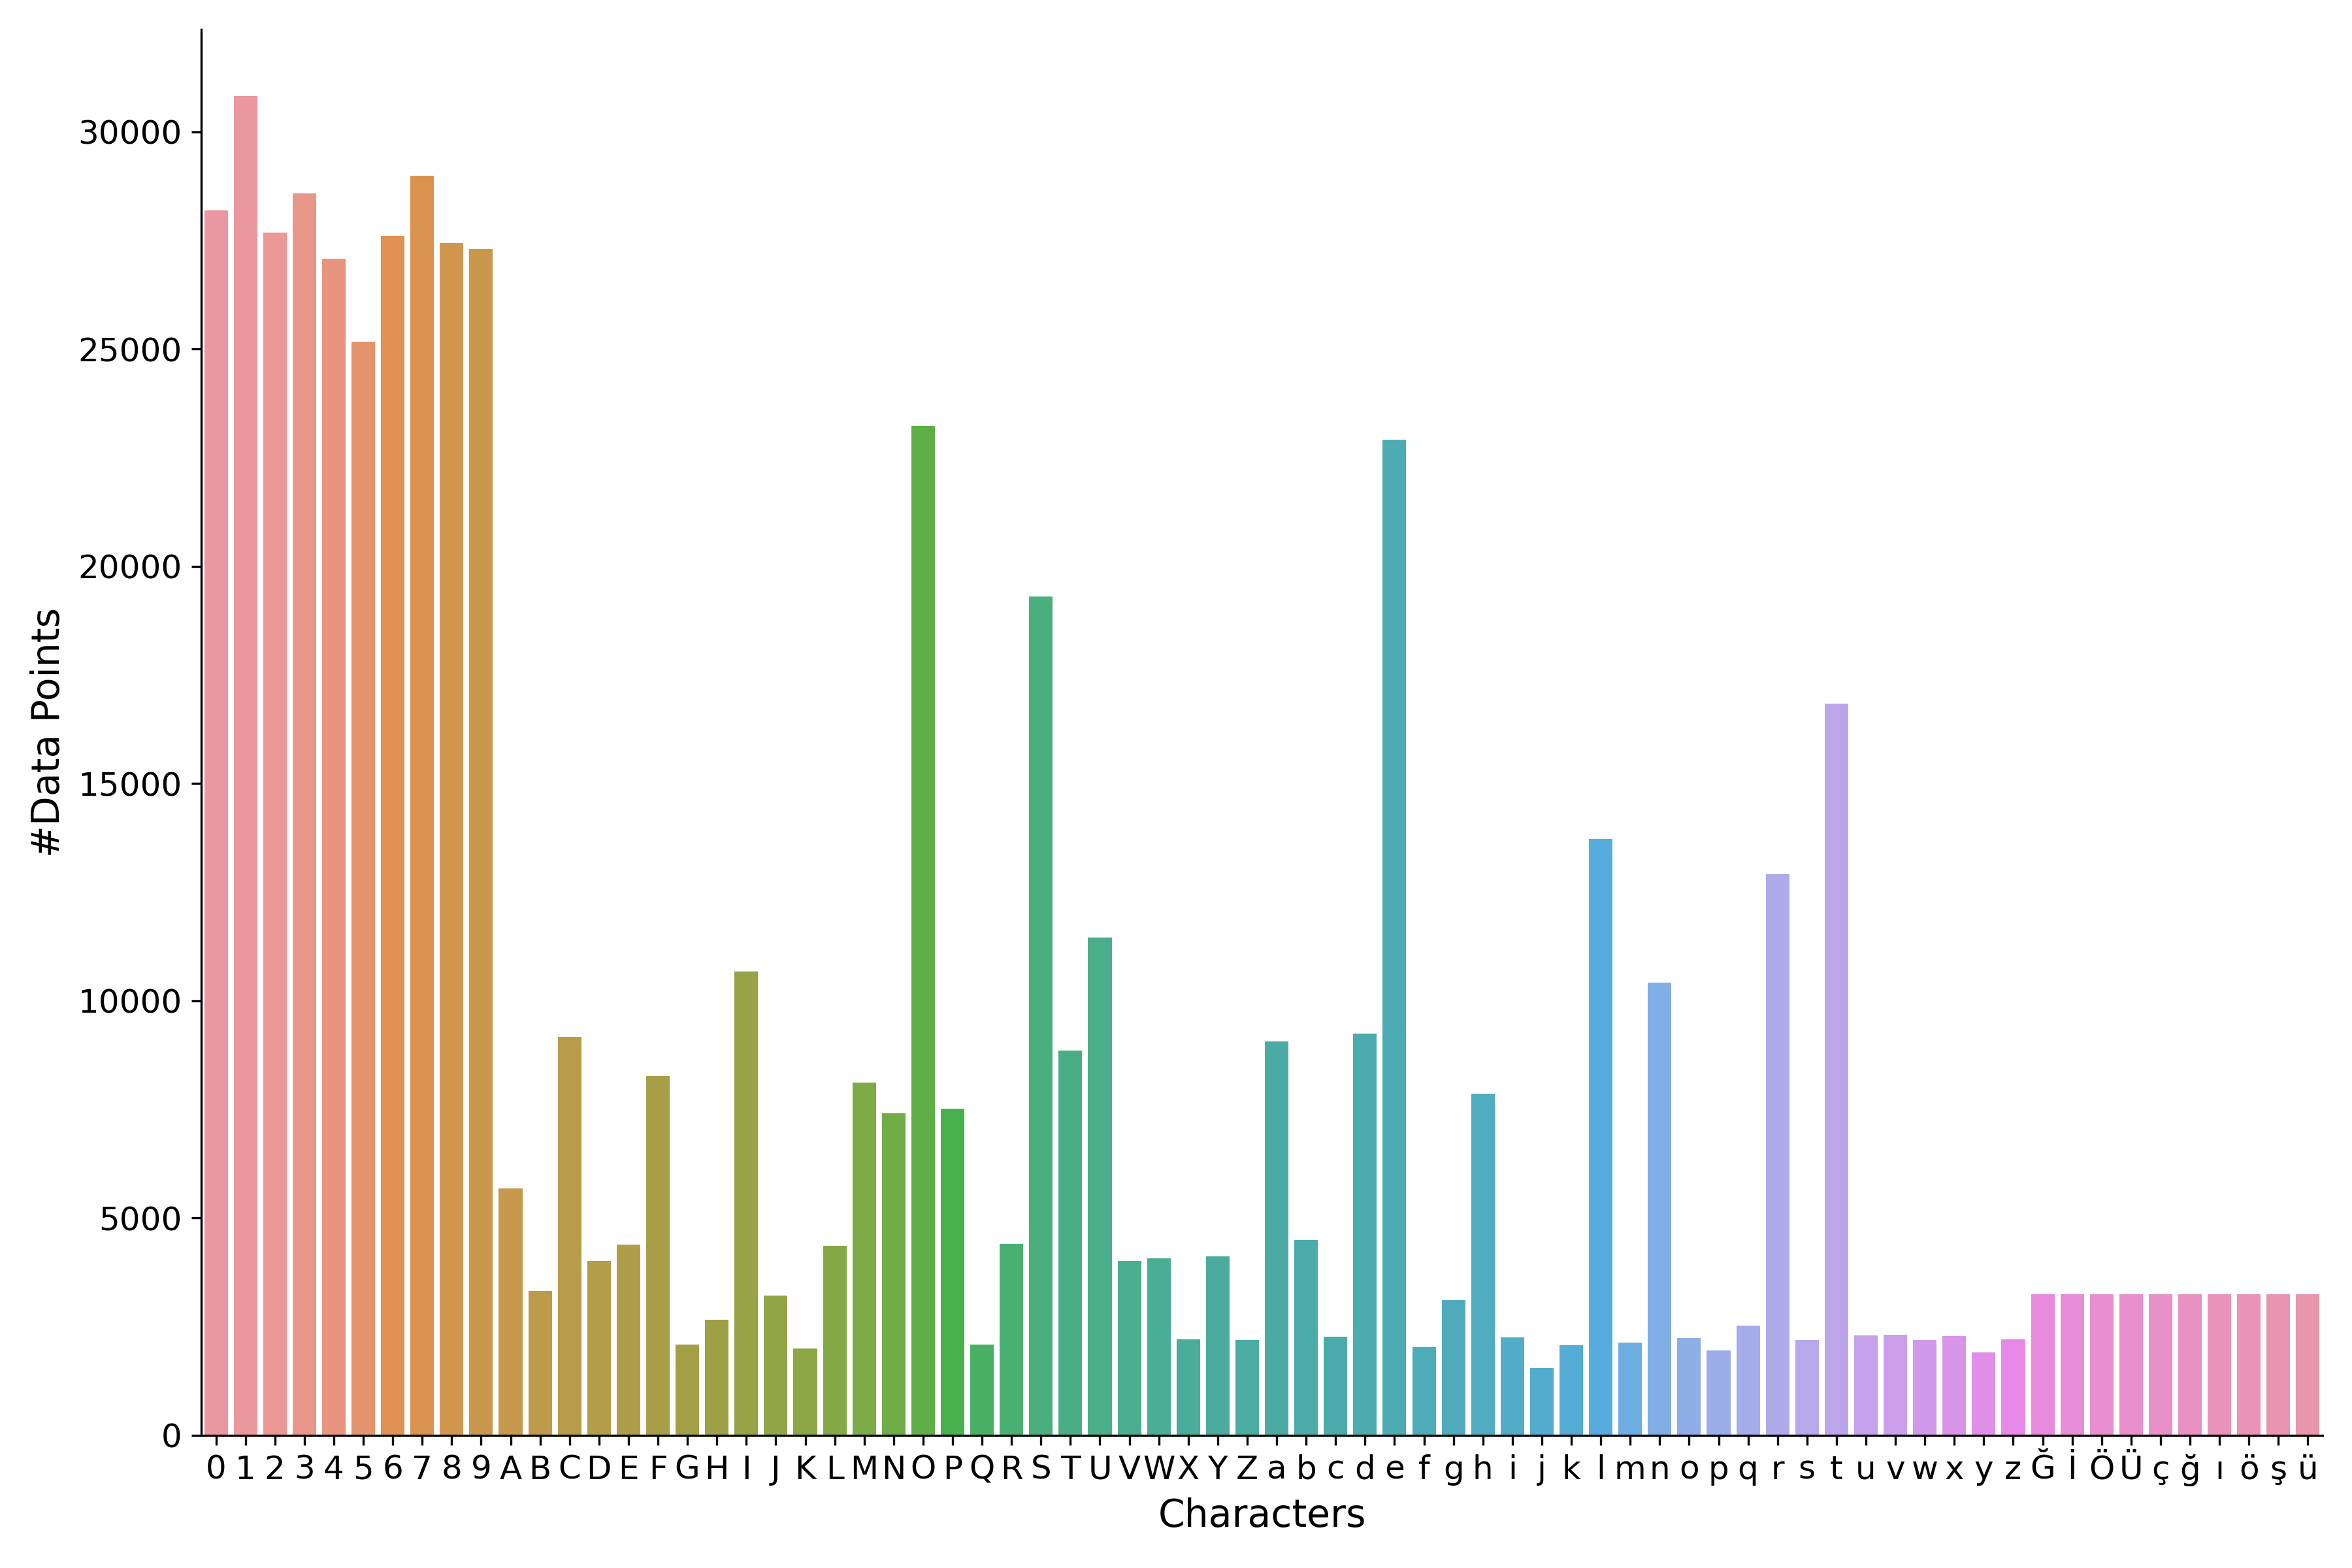 #Data Points
30000
25000
20000
15000
10000
5000
0
0 1 2 3 4 5 6 7 8 9 A B C D E F G H I J K L M N O P Q R S T U V W X Y Z a b c d e f g h i j k l m n o p q r s t u v w x y z Ğ İ Ö Ü ç ğ ı ö ş ü
Characters